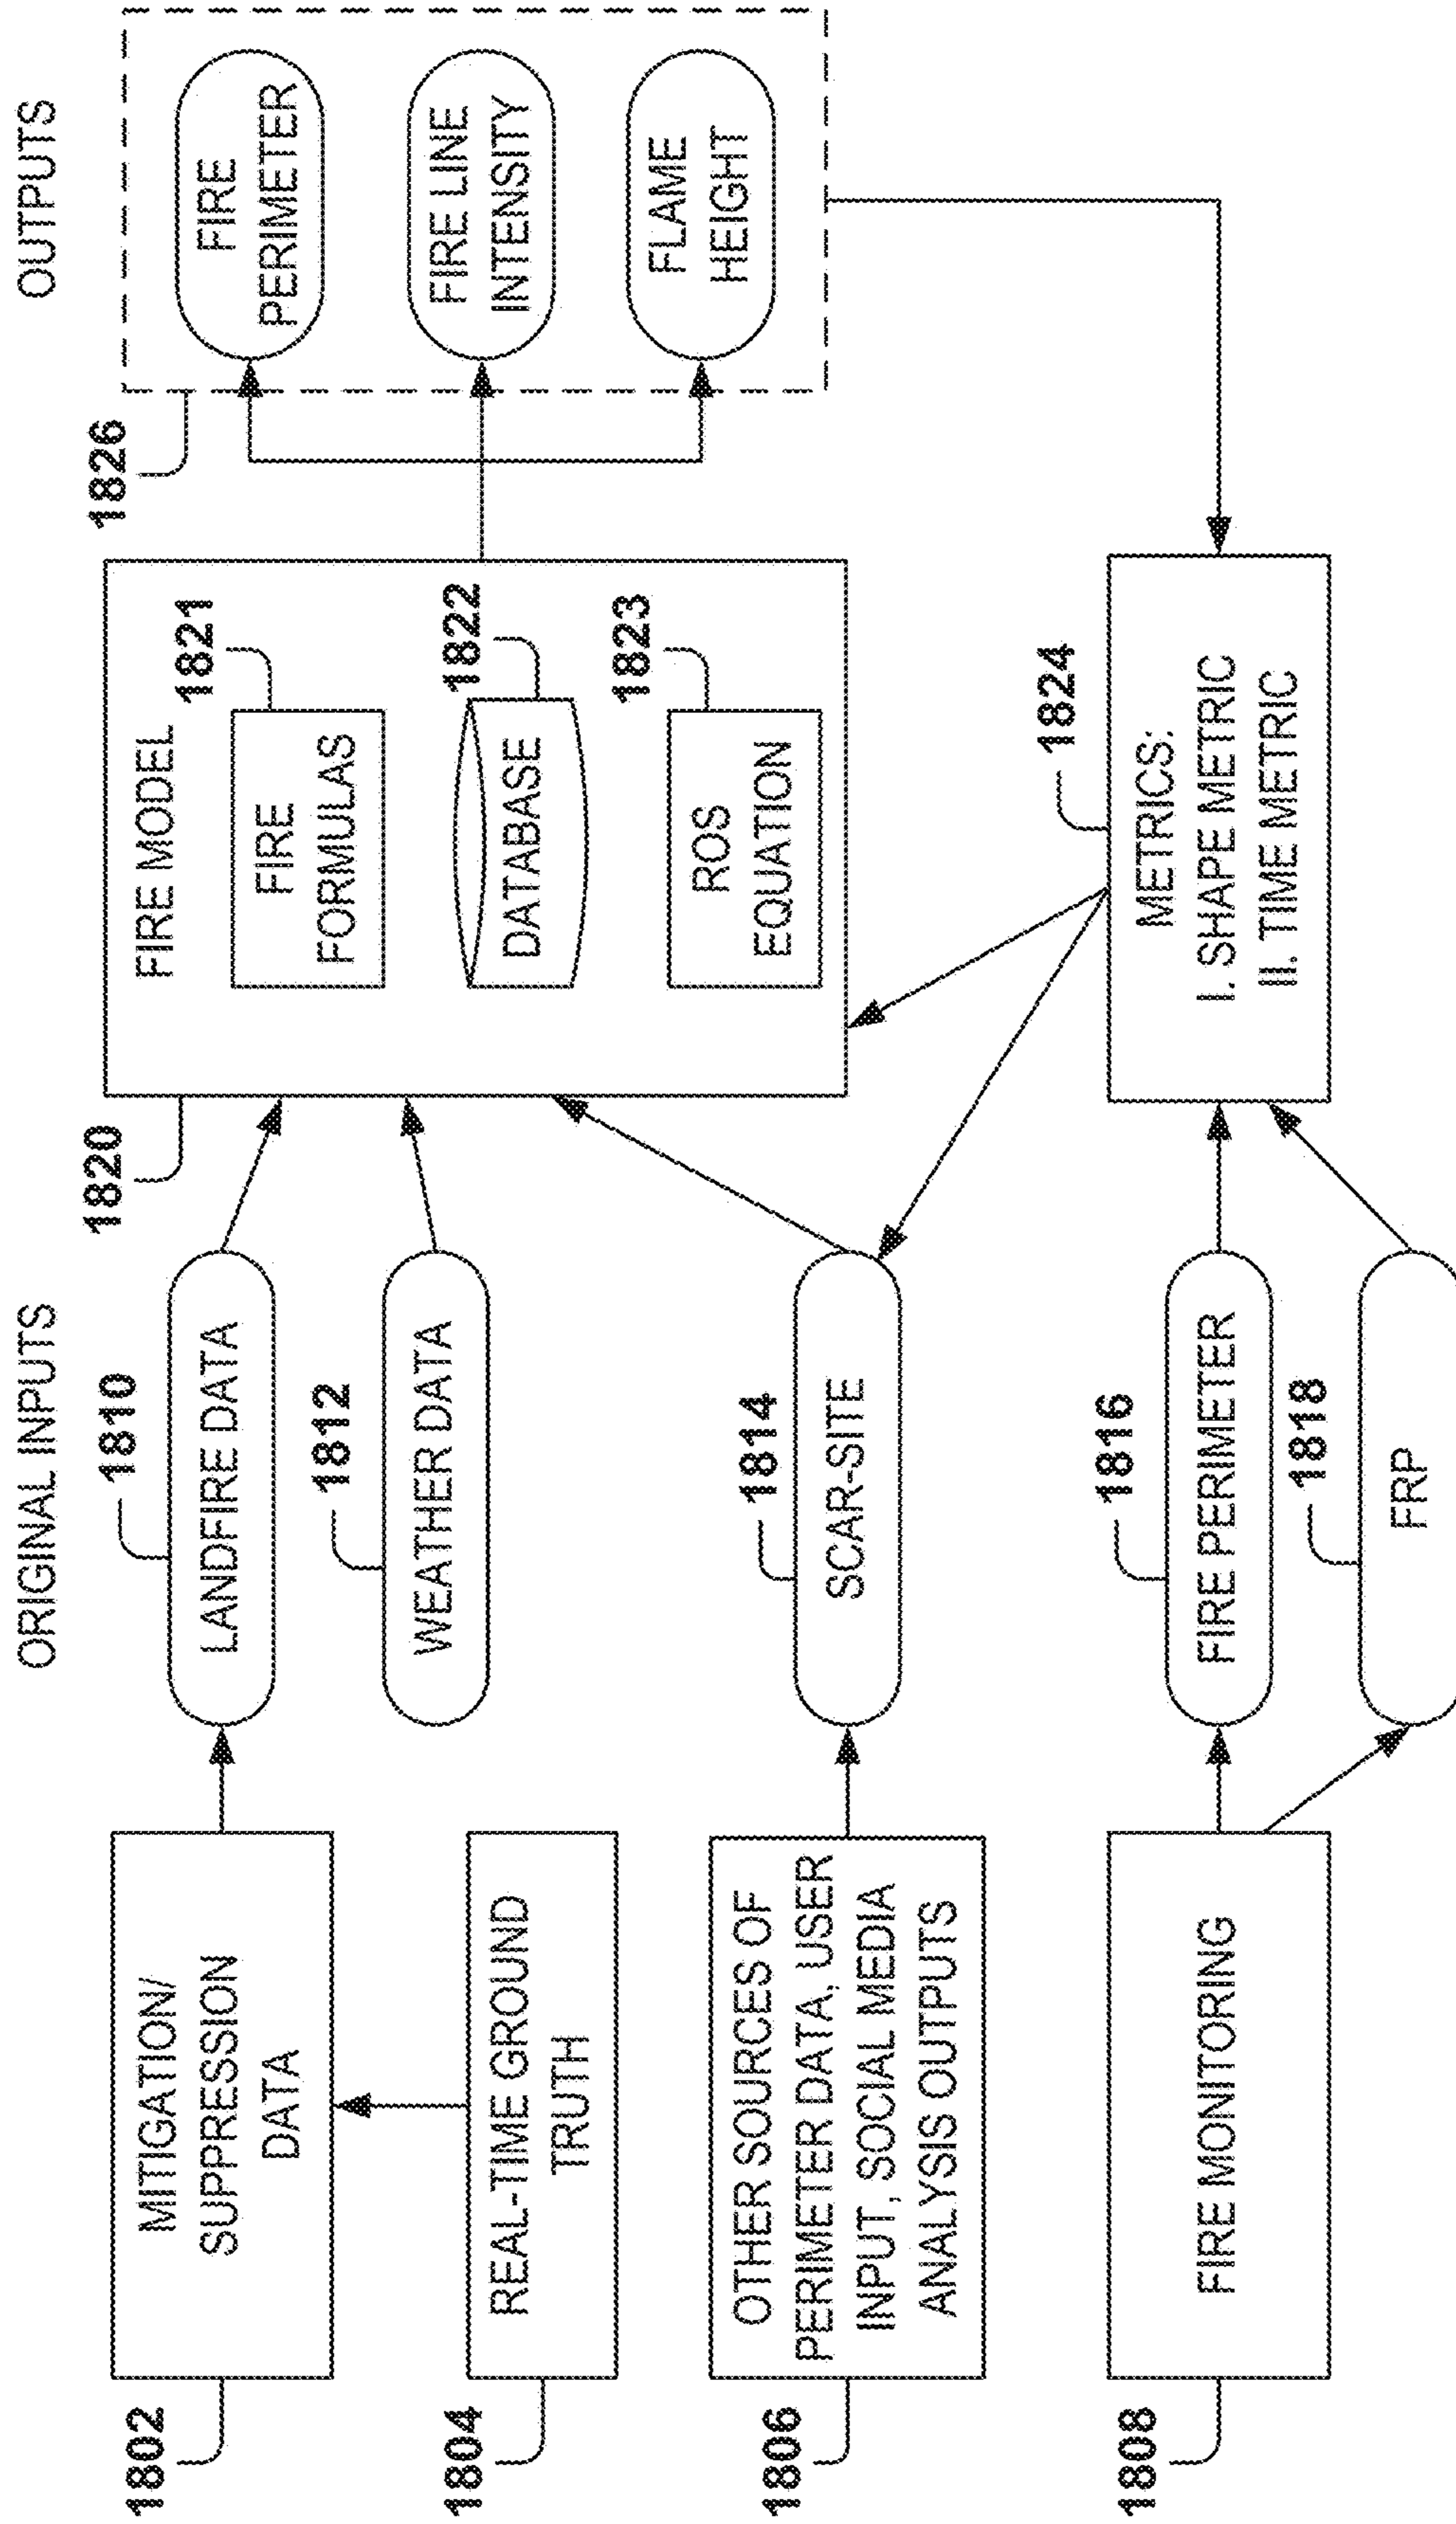 ORIGINAL INPUTS
OUTPUTS
1802
MITIGATION/
SUPPRESSION
DATA
1804
REAL-TIME GROUND
TRUTH
1806
OTHER SOURCES OF
PERIMETER DATA, USER
INPUT, SOCIAL MEDIA
ANALYSIS OUTPUTS
1808
FIRE MONITORING
1810
LANDFIRE DATA
1812
WEATHER DATA
1814
SCAR-SITE
1816
FIRE PERIMETER
1818
FRP
1820
FIRE MODEL
1821
FIRE
FORMULAS
1822
DATABASE
1823
ROS
EQUATION
1824
METRICS:
I. SHAPE METRIC
III. TIME METRIC
1826
FIRE
PERIMETER
FIRE LINE
INTENSITY
FLAME
HEIGHT